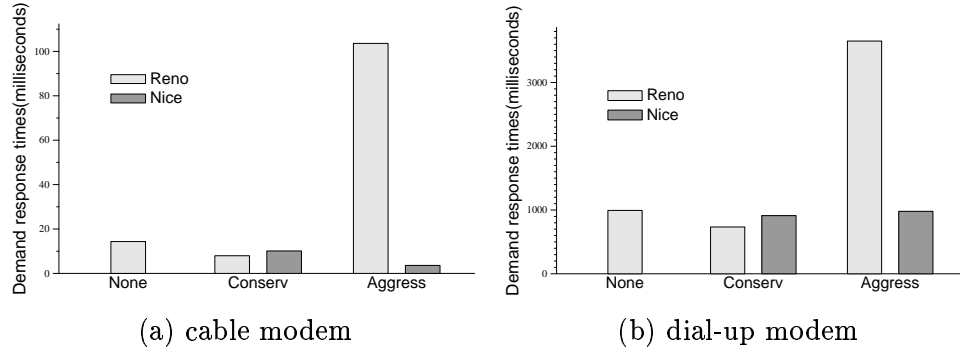 Demand response times(milliseconds)
100
80
60
40
20
0
Reno
Nice
None
Conserv
Aggress
(a) cable modem
Demand response times(milliseconds)
3000
2000
1000
0
Reno
Nice
None
Conserv
Aggress
(b) dial-up modem